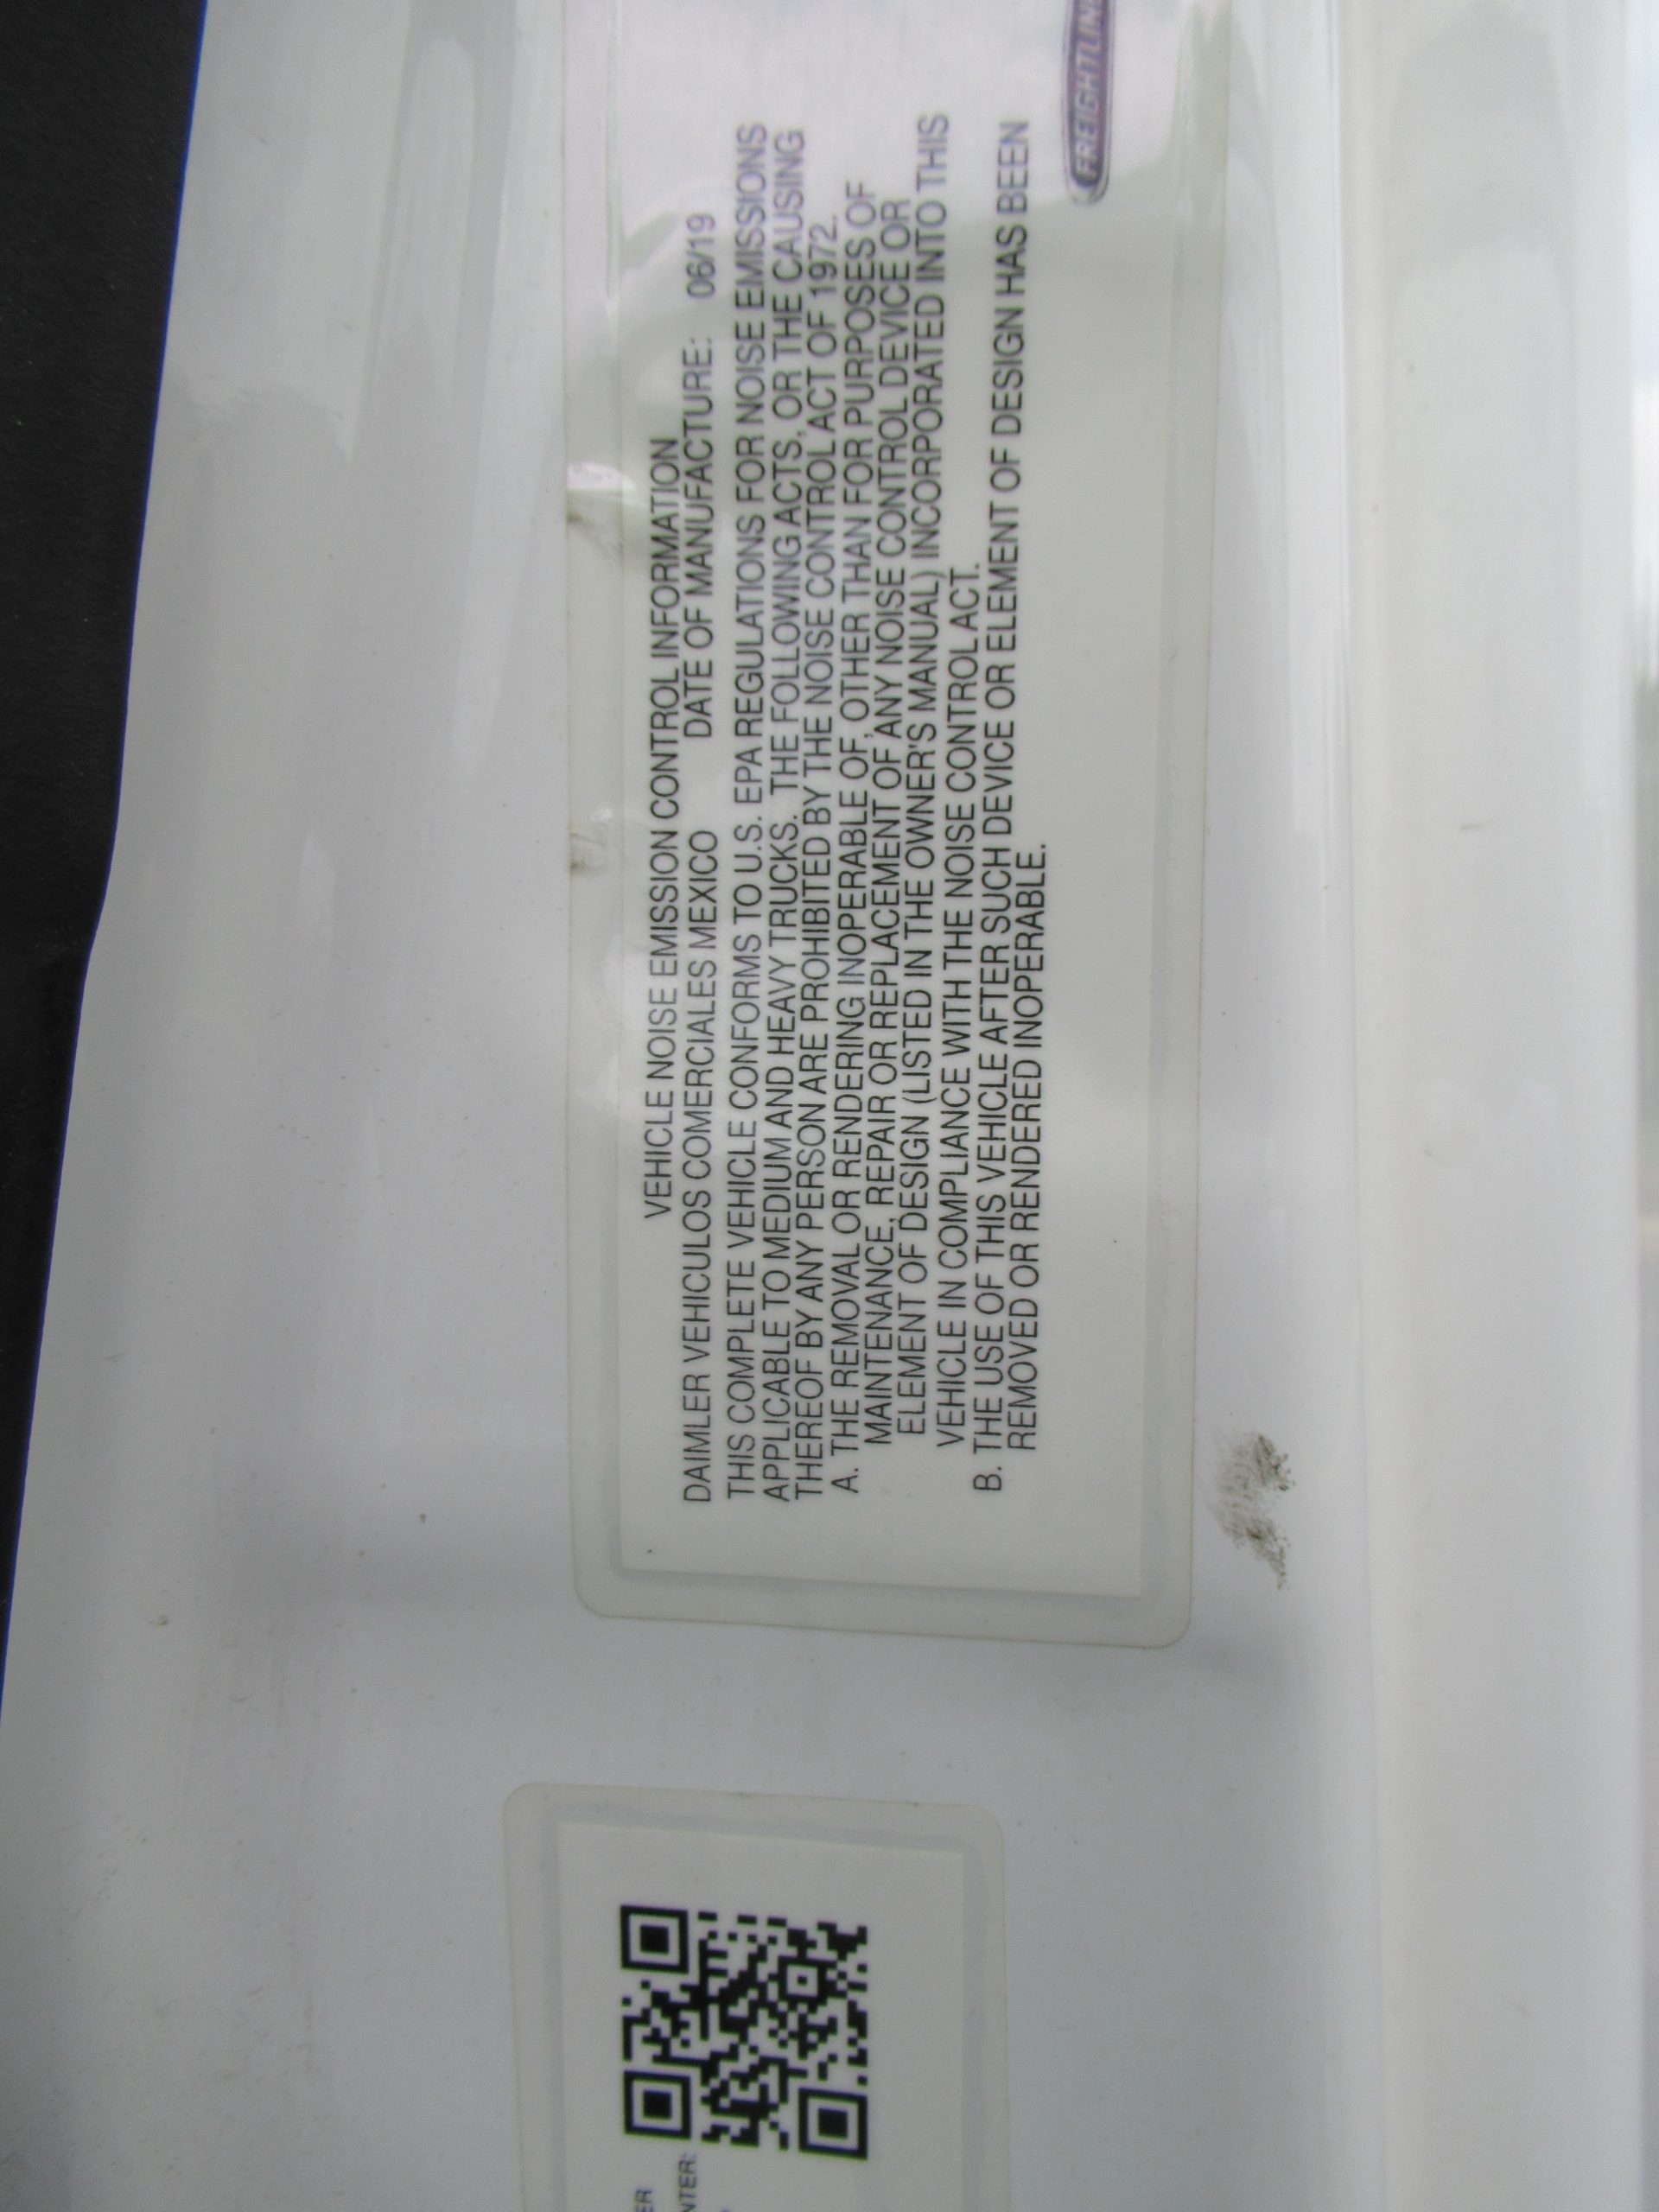 VEHICLE NOISE EMISSION CONTROL INFORMATION
DAIMLER VEHICULOS COMERCIALES MEXICO DATE OF MANUFACTURE: 06/19
THIS COMPLETE VEHICLE CONFORMS TO U.S. EPA REGULATIONS FOR NOISE EMISSIONS
APPLICABLE TO MEDIUM AND HEAVY TRUCKS. THE FOLLOWING ACTS, OR THE CAUSING
THEREOF BY ANY PERSON ARE PROHIBITED BY THE NOISE CONTROL ACT OF 1972.
A. THE REMOVAL OR RENDERING INOPERABLE OF, OTHER THAN FOR PURPOSES OF
MAINTENANCE, REPAIR OR REPLACEMENT OF ANY NOISE CONTROL DEVICE OR
ELEMENT OF DESIGN (LISTED IN THE OWNER'S MANUAL) INCORPORATED INTO THIS
VEHICLE IN COMPLIANCE WITH THE NOISE CONTROL ACT.
B. THE USE OF THIS VEHICLE AFTER SUCH DEVICE OR ELEMENT OF DESIGN HAS BEEN
REMOVED OR RENDERED INOPERABLE.
FREIGHTLIN
ER
NTER: